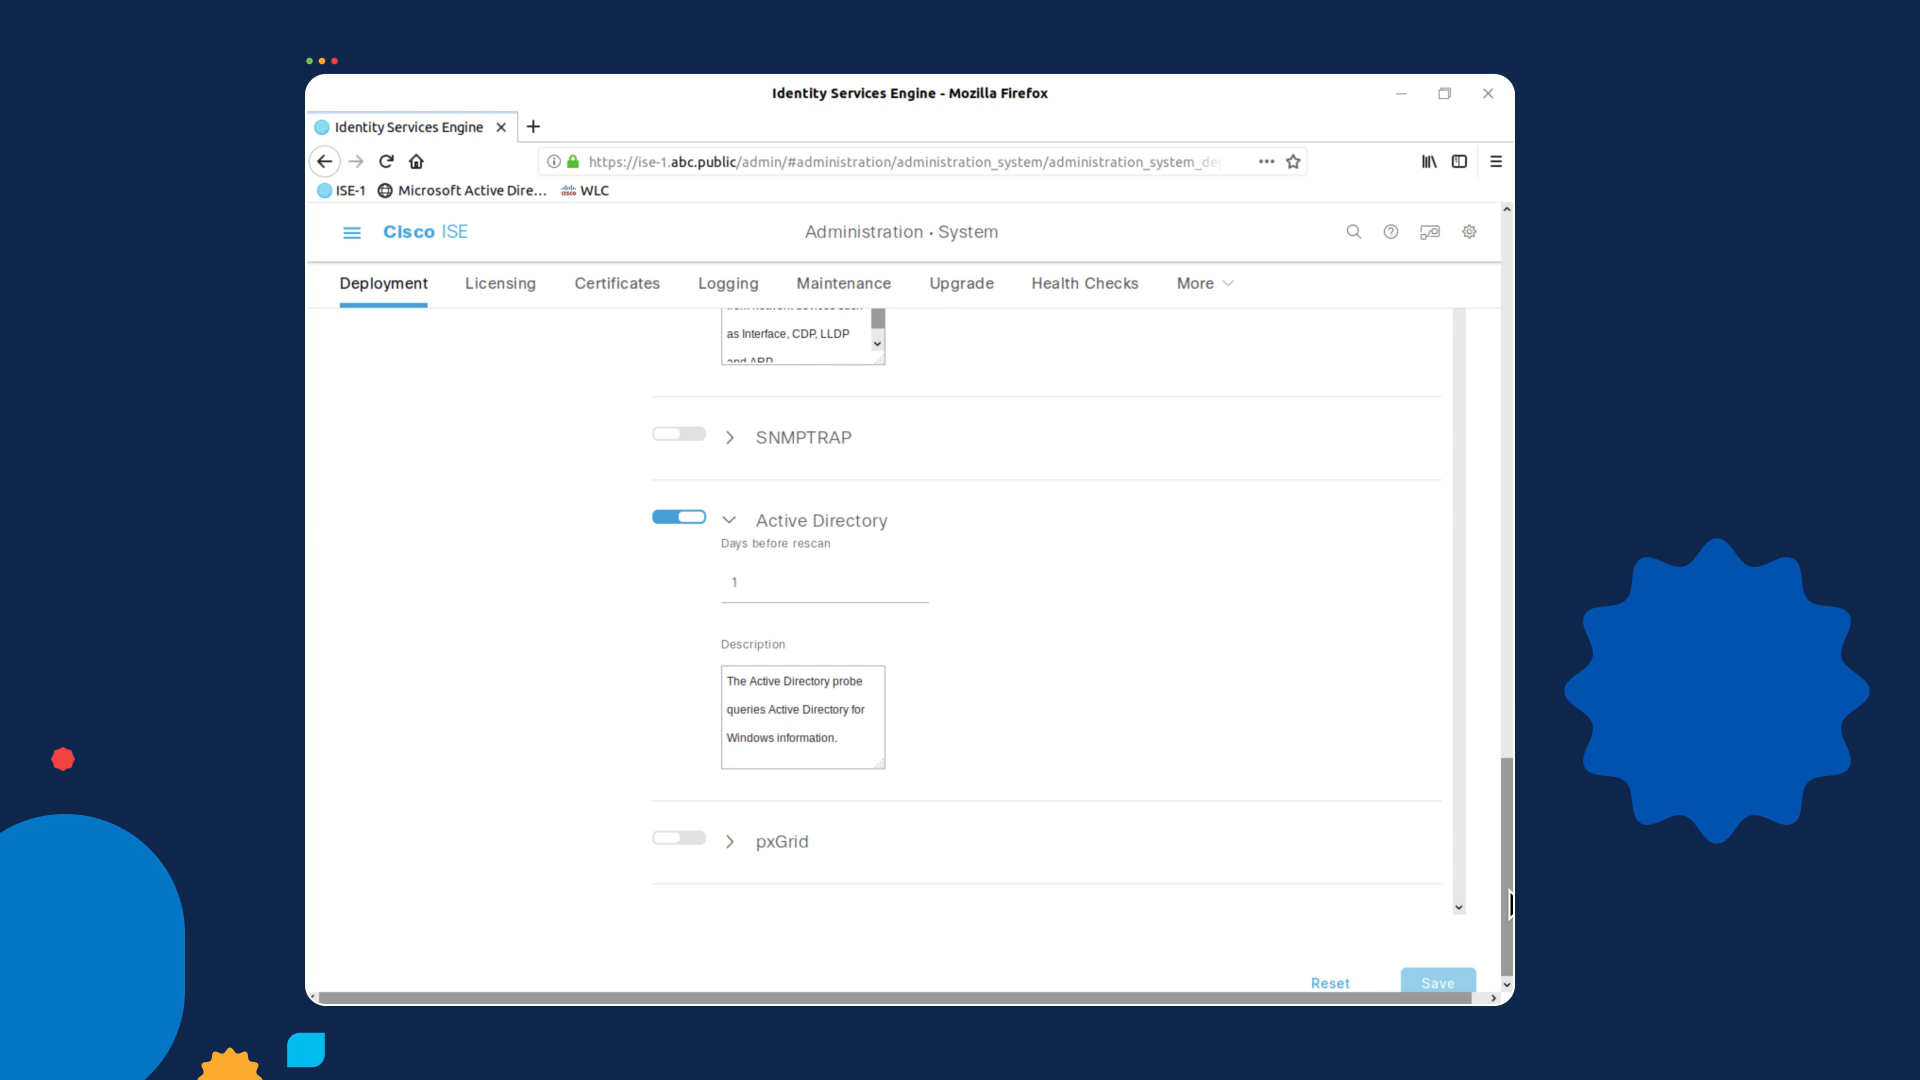 Identity Services Engine - Mozilla Firefox
Identity Services Engine
https://ise-1.abc.public/admin/#administration/administration_system/administration_system_de
ISE-1 Microsoft Active Dire... WLC
Cisco ISE
Administration • System
Deployment Licensing Certificates Logging Maintenance Upgrade Health Checks More
as Interface, CDP, LLDP
and ARP
SNMPTRAP
Active Directory
Days before rescan
1
Description
The Active Directory probe
queries Active Directory for
Windows information.
pxGrid
Reset Save